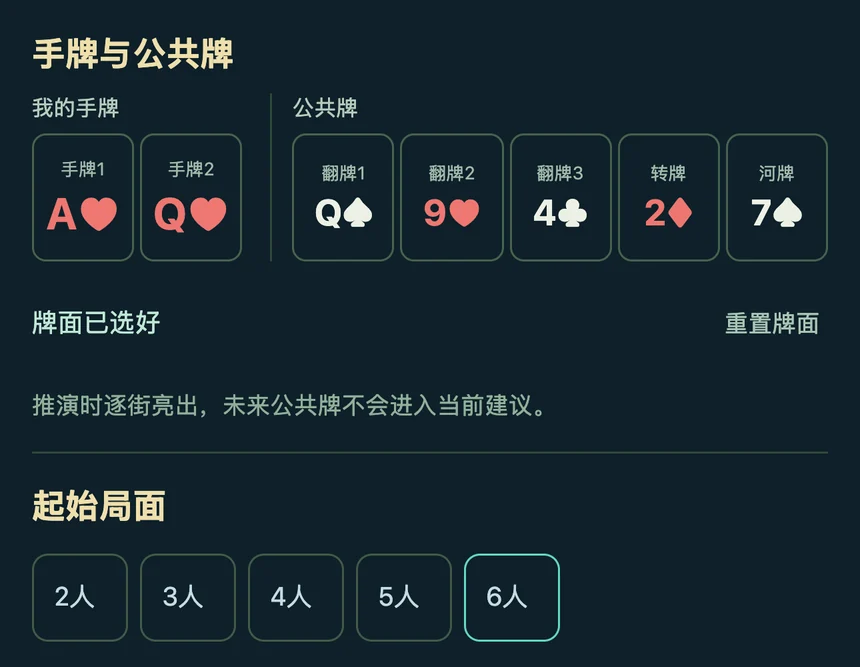 手牌与公共牌
我的手牌
公共牌
手牌1
手牌2
翻牌1
翻牌2
翻牌3
转牌
河牌
A♥
Q♥
Q♠
9♥
4♣
2♦
7♠
牌面已选好
重置牌面
推演时逐街亮出，未来公共牌不会进入当前建议。
起始局面
2人
3人
4人
5人
6人